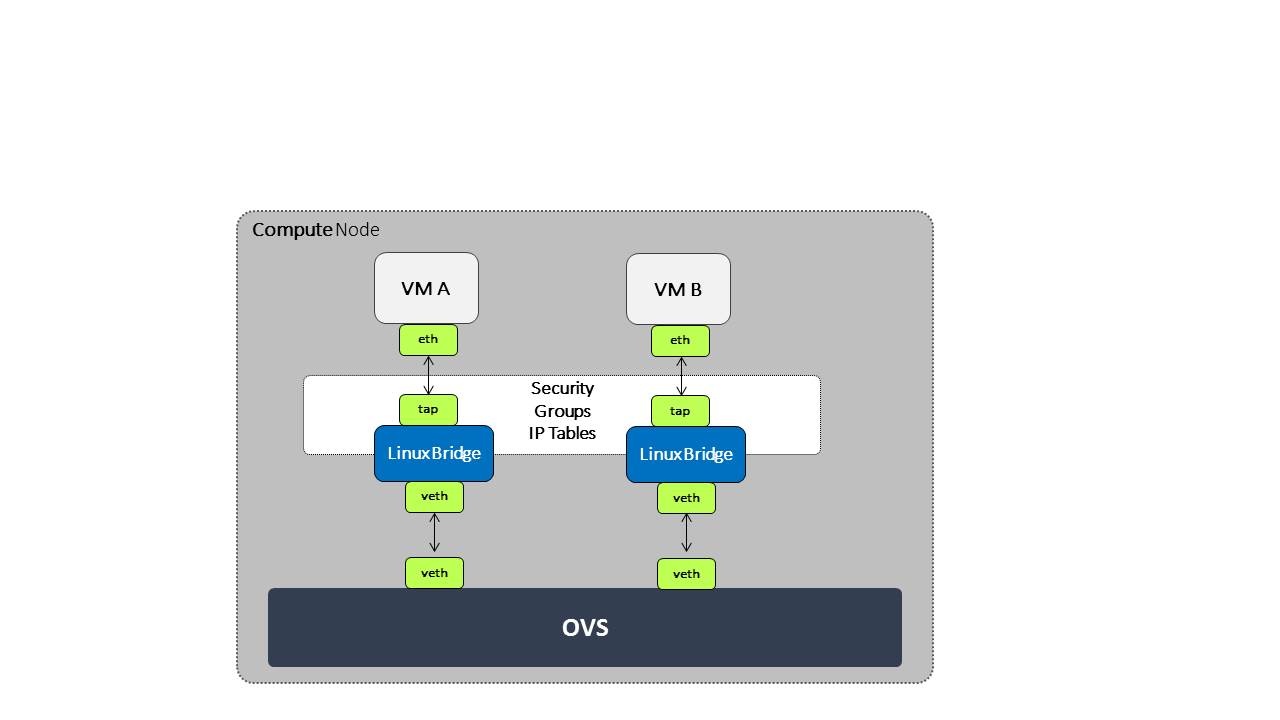 Compute Node
VM A
VM B
eth
eth
Security
Groups
IP Tables
tap
tap
LinuxBridge
LinuxBridge
veth
veth
veth
veth
OVS